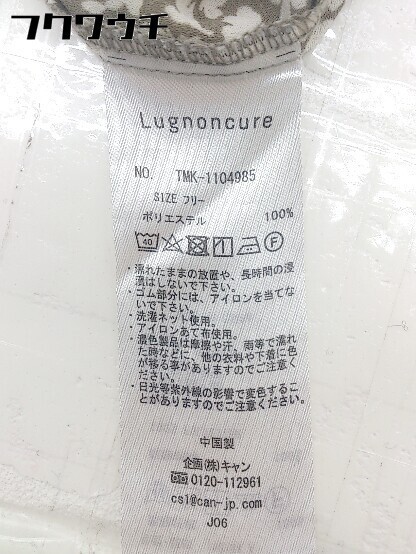 フクワウチ
Lugnoncure
NO. TMK-1104985
SIZE フリー
ポリエステル 100%
40
F
・濡れたままの放置や、長時間の浸
漬はしないで下さい。
・ゴム部分には、アイロンを当てな
いで下さい。
・洗濯ネット使用。
・アイロンあて布使用。
・濃色製品は摩擦や汗、雨等で濡れ
た時などに、他の衣料や下着に色
が移る事がありますのでご注意く
ださい。
・日光等紫外線の影響で変色するこ
とがありますのでご注意ください。
中国製
企画(株)キャン
0120-112961
csl@can-jp.com
J06